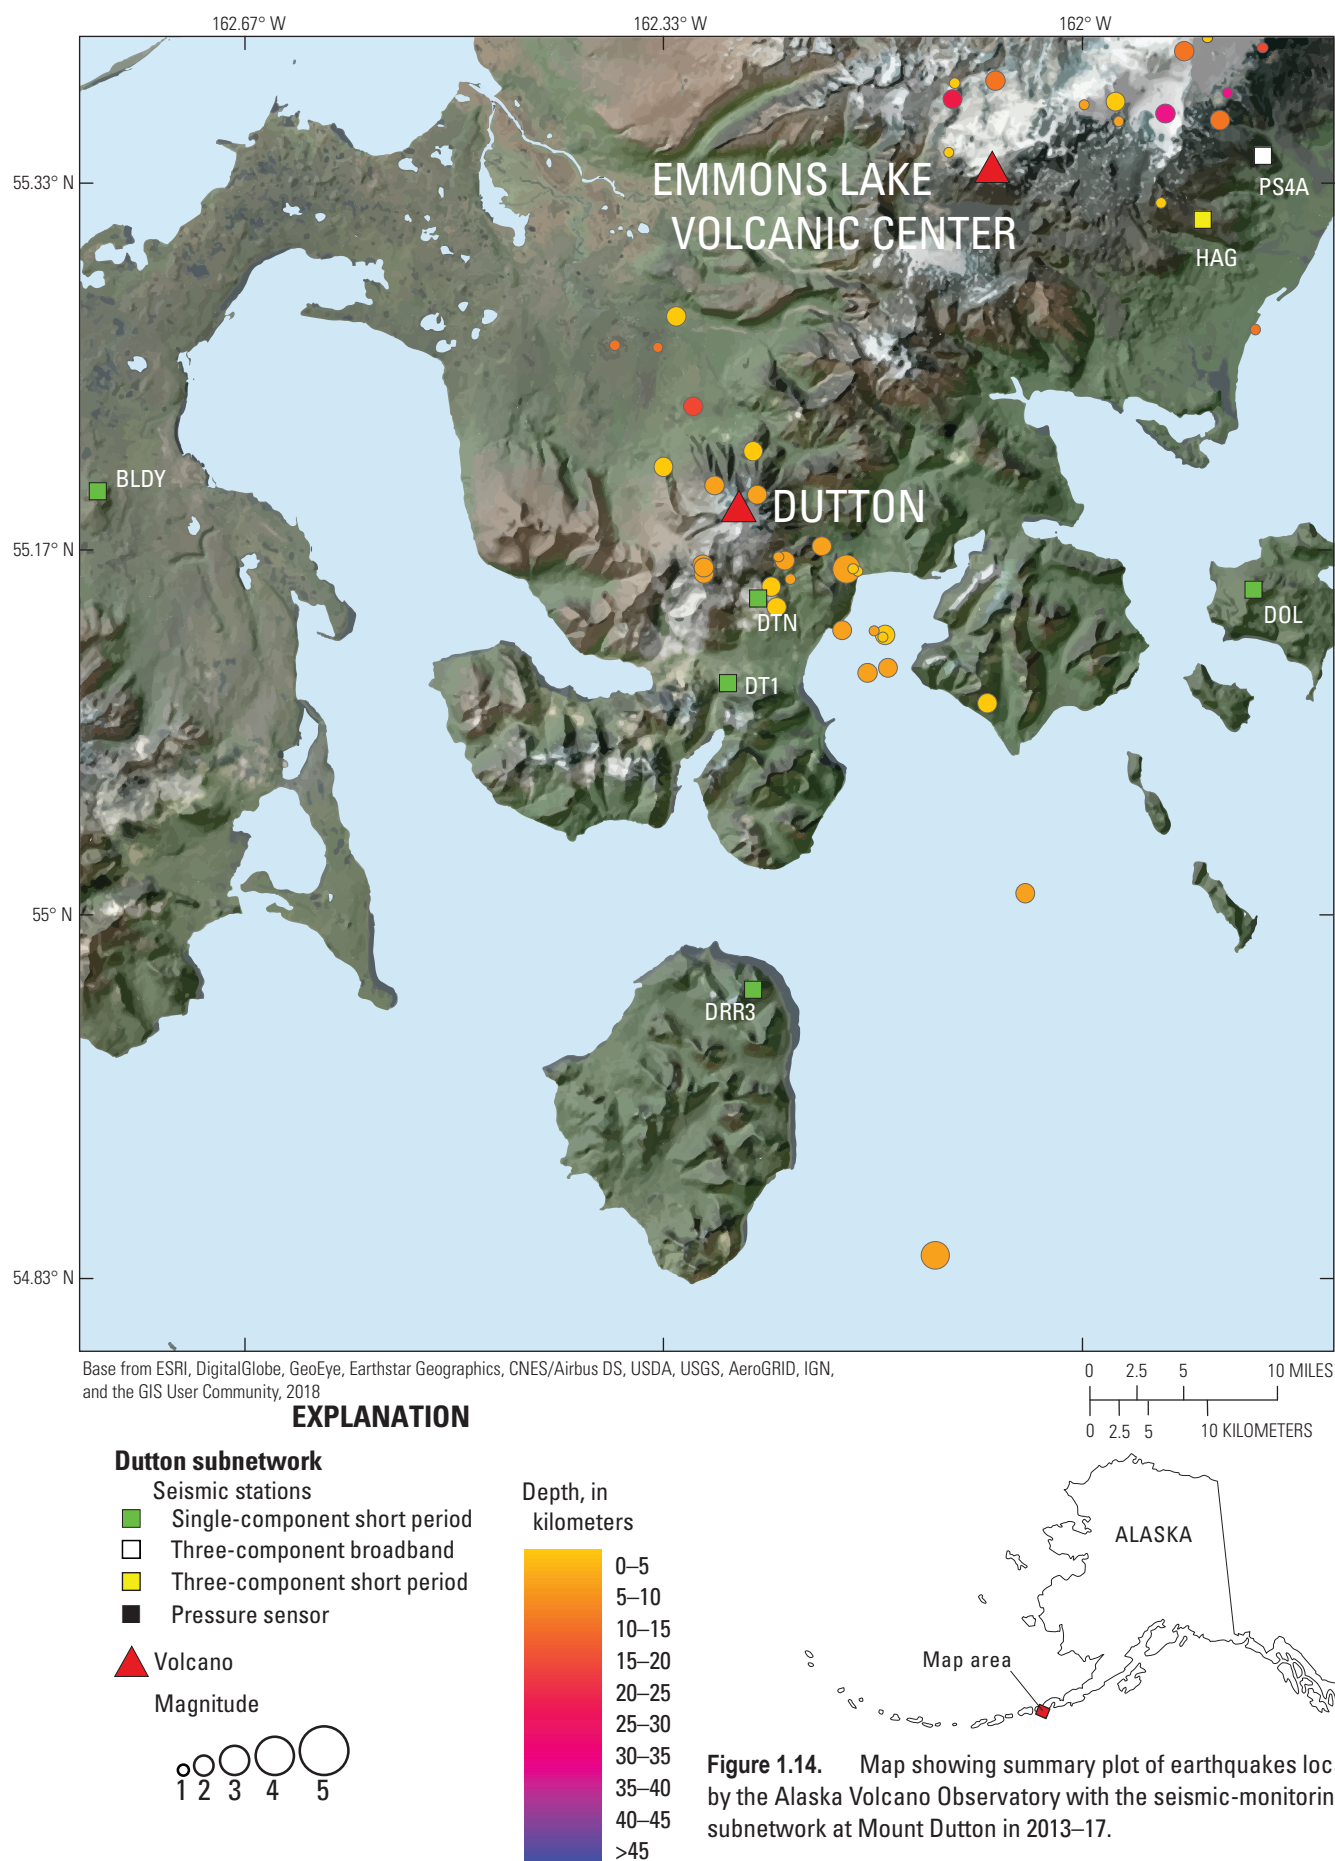 162.67° W
162.33° W
162° W
55.33° N
EMMONS LAKE
VOLCANIC CENTER
PS4A
HAG
BLDY
DUTTON
55.17° N
DTN
DOL
DT1
55° N
DRR3
54.83° N
Base from ESRI, DigitalGlobe, GeoEye, Earthstar Geographics, CNES/Airbus DS, USDA, USGS, AeroGRID, IGN,
and the GIS User Community, 2018
0 2.5 5 10 MILES
0 2.5 5 10 KILOMETERS
EXPLANATION
Dutton subnetwork
Seismic stations
Single-component short period
Three-component broadband
Three-component short period
Pressure sensor
Volcano
Magnitude
1 2 3 4 5
Depth, in
kilometers
0–5
5–10
10–15
15–20
20–25
25–30
30–35
35–40
40–45
>45
ALASKA
Map area
Figure 1.14. Map showing summary plot of earthquakes loc
by the Alaska Volcano Observatory with the seismic-monitorin
subnetwork at Mount Dutton in 2013–17.